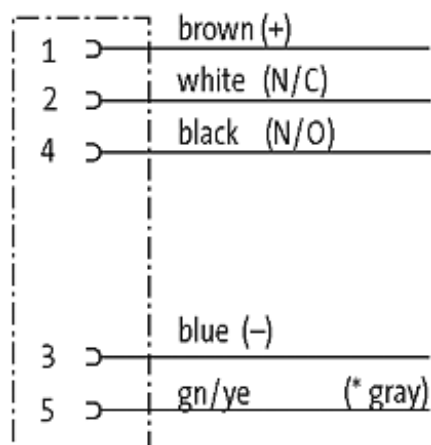 1 brown (+)
2 white (N/C)
4 black (N/O)
3 blue (–)
5 gn/ye (* gray)